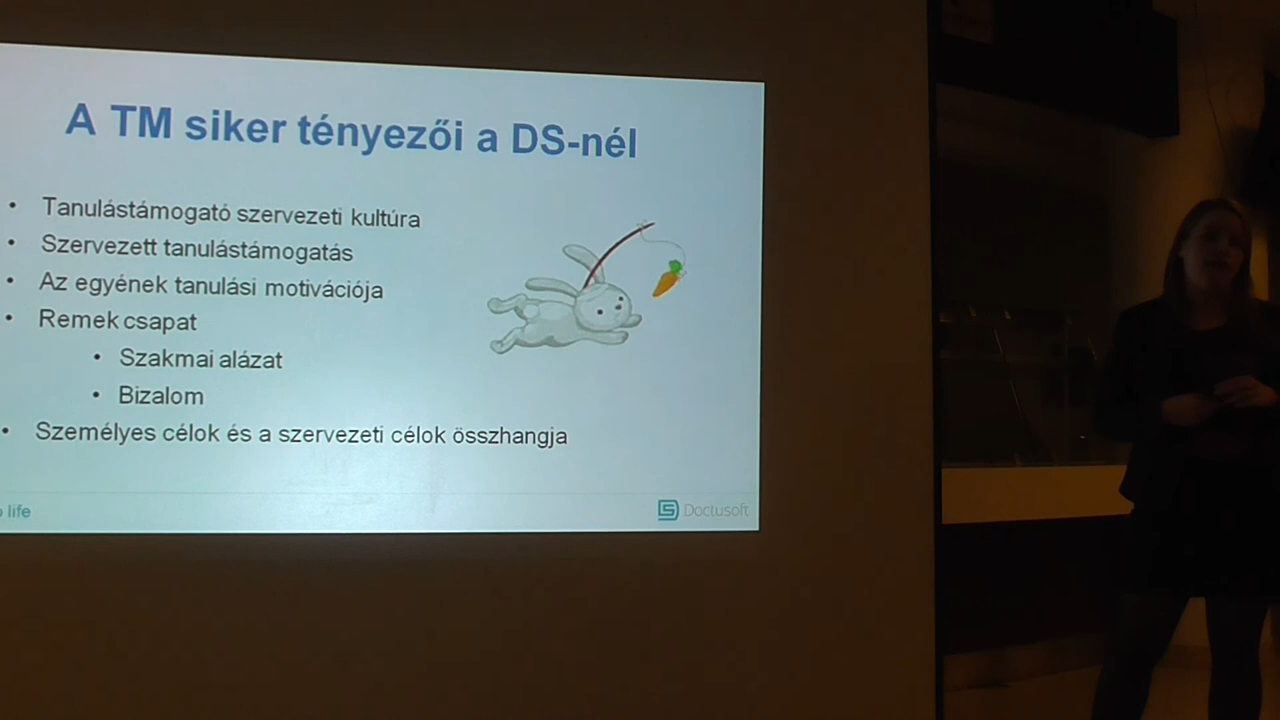 A TM siker tényezői a DS-nél
• Tanulástámogató szervezeti kultúra
• Szervezett tanulástámogatás
• Az egyének tanulási motivációja
• Remek csapat
• Szakmai alázat
• Bizalom
• Személyes célok és a szervezeti célok összhangja
life
Doctusoft